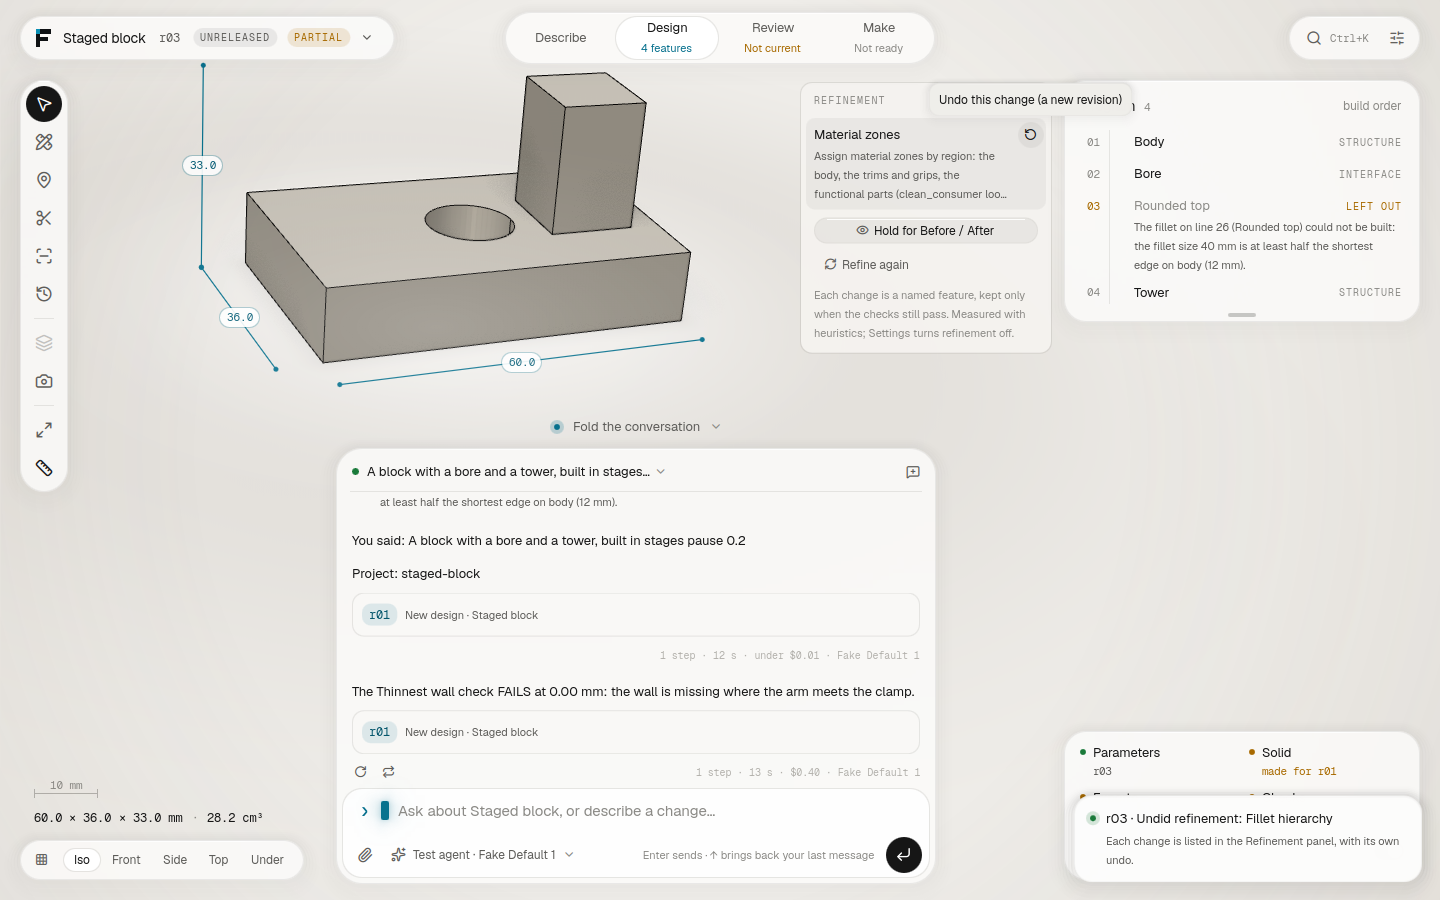 Staged block r03 UNRELEASED PARTIAL
Describe
Design
4 features
Review
Not current
Make
Not ready
Ctrl+K
REFINEMENT
Undo this change (a new revision)
4
build order
Material zones
Assign material zones by region: the
body, the trims and grips, the
functional parts (clean_consumer loo…
Hold for Before / After
Refine again
Each change is a named feature, kept only
when the checks still pass. Measured with
heuristics; Settings turns refinement off.
01 Body STRUCTURE
02 Bore INTERFACE
03 Rounded top LEFT OUT
The fillet on line 26 (Rounded top) could not be built:
the fillet size 40 mm is at least half the shortest
edge on body (12 mm).
04 Tower STRUCTURE
33.0
36.0
60.0
Fold the conversation
A block with a bore and a tower, built in stages…
at least half the shortest edge on body (12 mm).
You said: A block with a bore and a tower, built in stages pause 0.2
Project: staged-block
r01 New design · Staged block
1 step · 12 s · under $0.01 · Fake Default 1
The Thinnest wall check FAILS at 0.00 mm: the wall is missing where the arm meets the clamp.
r01 New design · Staged block
1 step · 13 s · $0.40 · Fake Default 1
Ask about Staged block, or describe a change…
Test agent · Fake Default 1
Enter sends · ↑ brings back your last message
10 mm
60.0 × 36.0 × 33.0 mm · 28.2 cm³
Iso Front Side Top Under
Parameters
r03
Solid
made for r01
r03 · Undid refinement: Fillet hierarchy
Each change is listed in the Refinement panel, with its own
undo.